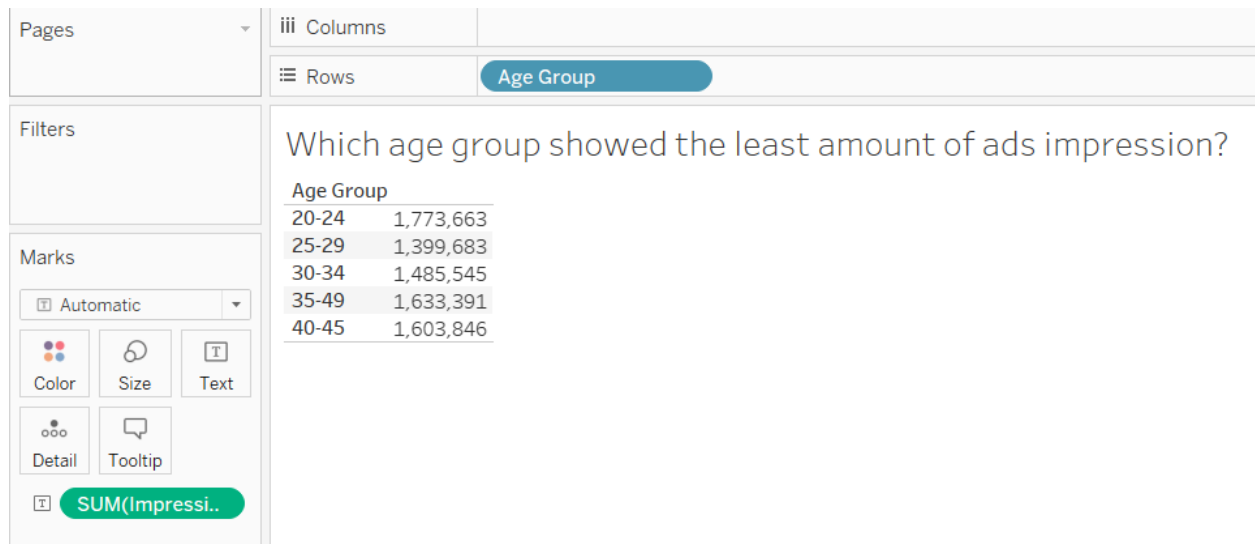 Pages
iii Columns
Rows
Age Group
Filters
Which age group showed the least amount of ads impression?
Age Group
20-24 1,773,663
25-29 1,399,683
30-34 1,485,545
35-49 1,633,391
40-45 1,603,846
Marks
T Automatic
T
Color Size Text
Detail Tooltip
T SUM(Impressi..